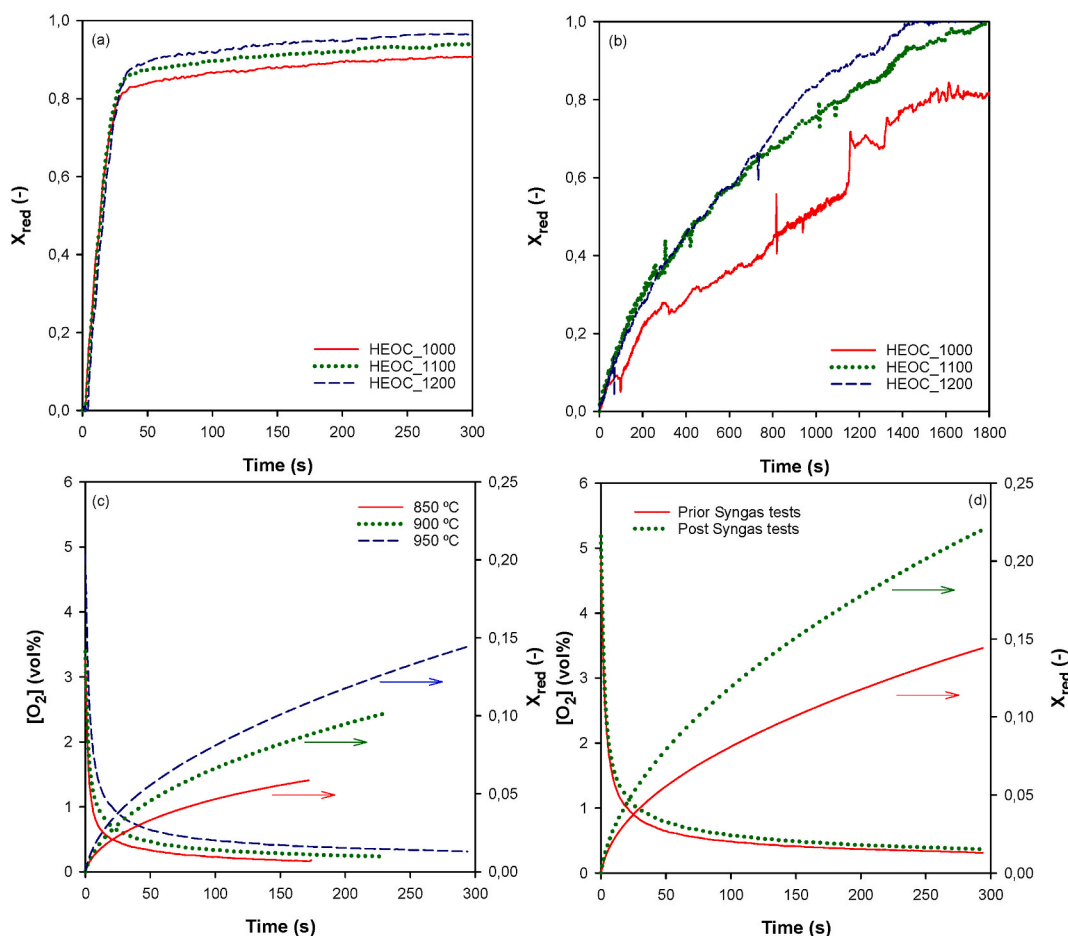 (a)
1,0
0,8
0,6
0,4
0,2
0,0
X_red (-)
HEOC_1000
HEOC_1100
HEOC_1200
0 50 100 150 200 250 300
Time (s)
(b)
1,0
0,8
0,6
0,4
0,2
0,0
X_red (-)
HEOC_1000
HEOC_1100
HEOC_1200
0 200 400 600 800 1000 1200 1400 1600 1800
Time (s)
(c)
6
5
4
3
2
1
0
[O₂] (vol%)
850 ºC
900 ºC
950 ºC
0,25
0,20
0,15
0,10
0,05
0,00
X_red (-)
0 50 100 150 200 250 300
Time (s)
(d)
6
5
4
3
2
1
0
[O₂] (vol%)
Prior Syngas tests
Post Syngas tests
0,25
0,20
0,15
0,10
0,05
0,00
X_red (-)
0 50 100 150 200 250 300
Time (s)